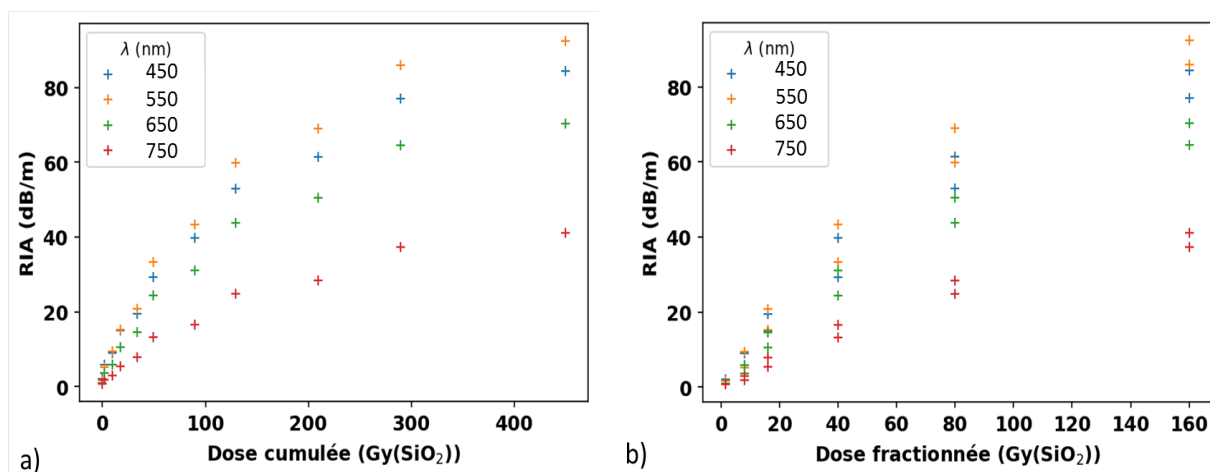 λ (nm)
450
550
650
750
RIA (dB/m)
80
60
40
20
0
0 100 200 300 400
Dose cumulée (Gy(SiO₂))
a)
λ (nm)
450
550
650
750
RIA (dB/m)
80
60
40
20
0
0 20 40 60 80 100 120 140 160
Dose fractionnée (Gy(SiO₂))
b)